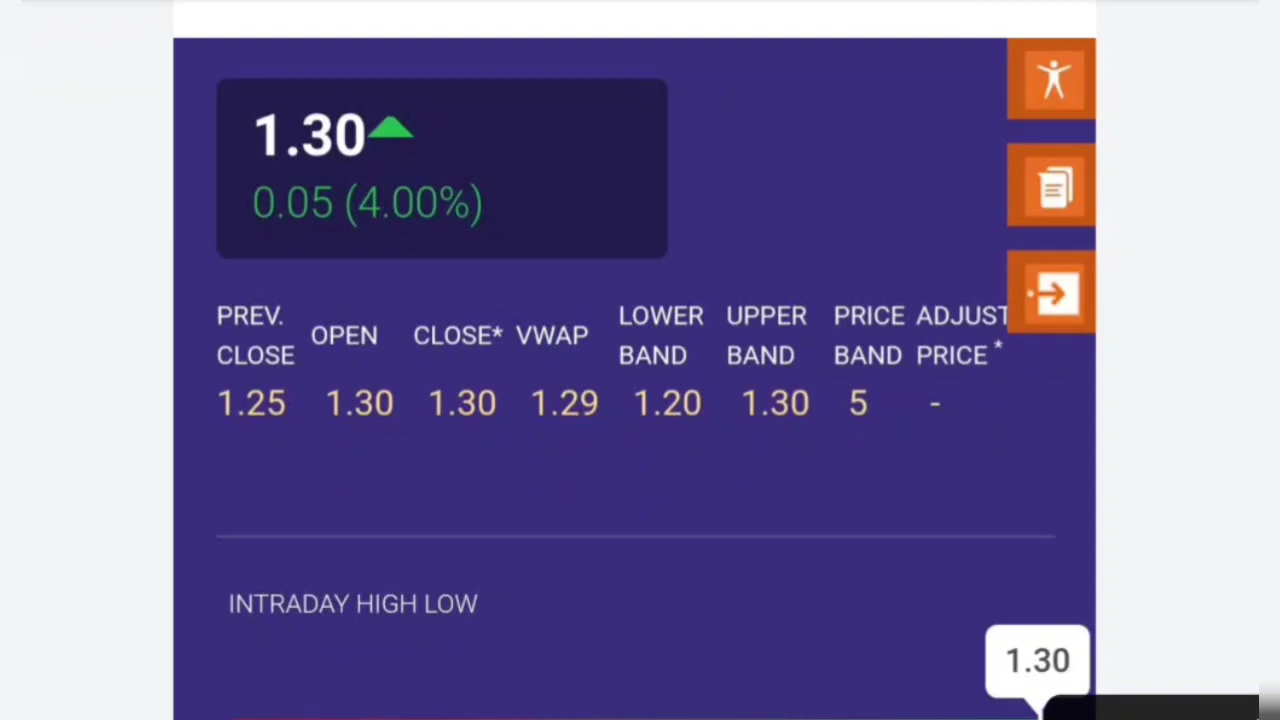 1.30
0.05 (4.00%)
PREV. CLOSE OPEN CLOSE* VWAP LOWER BAND UPPER BAND PRICE BAND ADJUST PRICE*
1.25 1.30 1.30 1.29 1.20 1.30 5 -
INTRADAY HIGH LOW
1.30